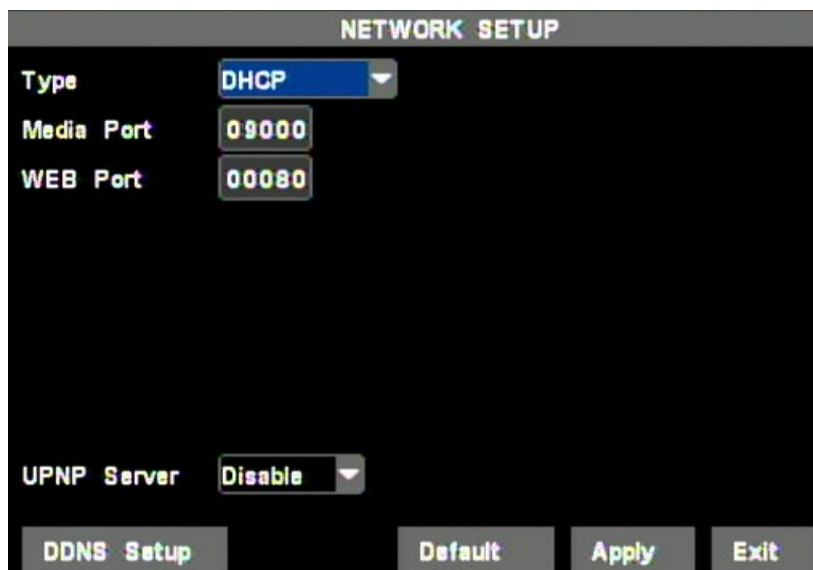 NETWORK SETUP
Type DHCP
Media Port 09000
WEB Port 00080
UPNP Server Disable
DDNS Setup Default Apply Exit